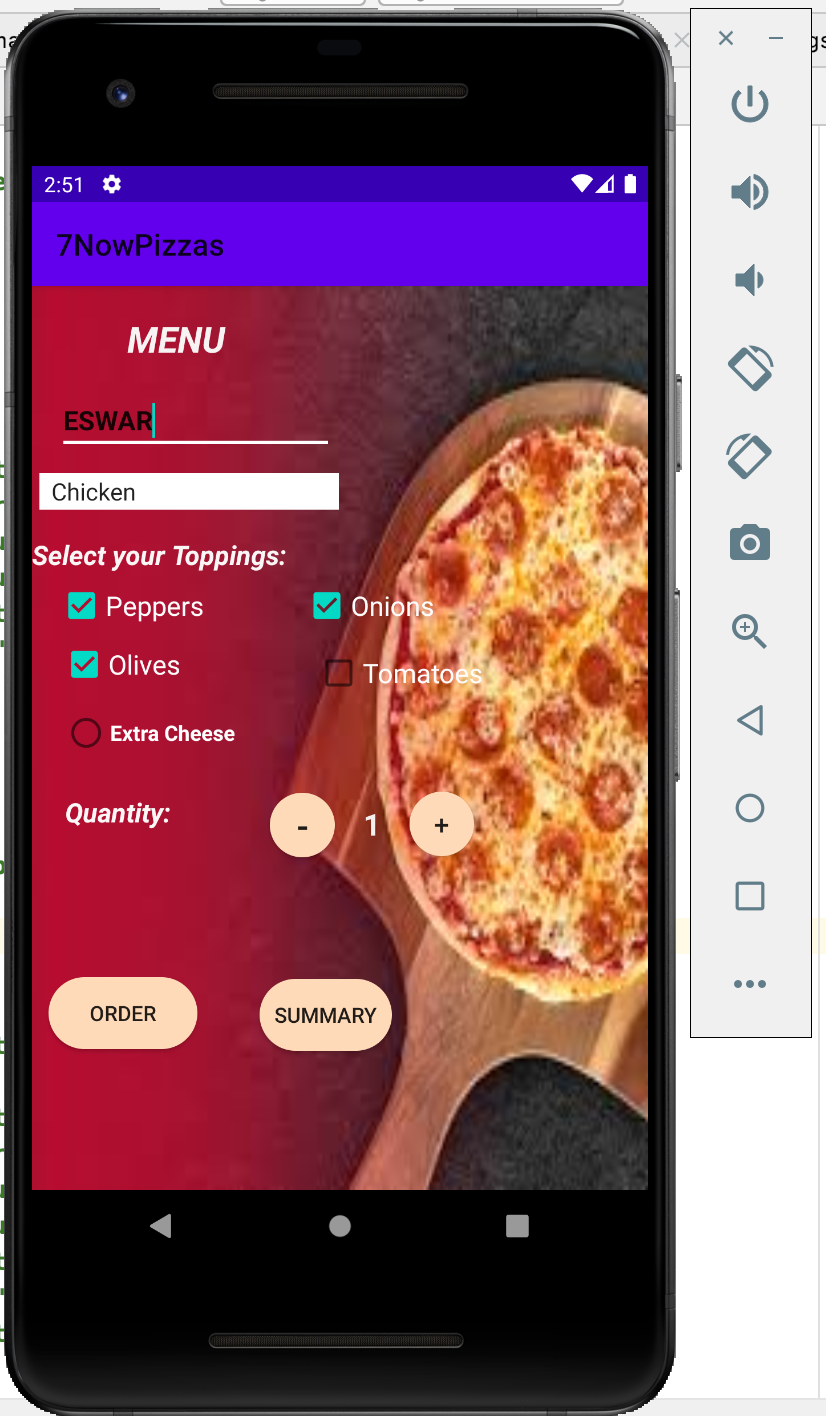 2:51
7NowPizzas
MENU
ESWAR
Chicken
Select your Toppings:
Peppers Onions
Olives Tomatoes
Extra Cheese
Quantity: - 1 +
ORDER SUMMARY